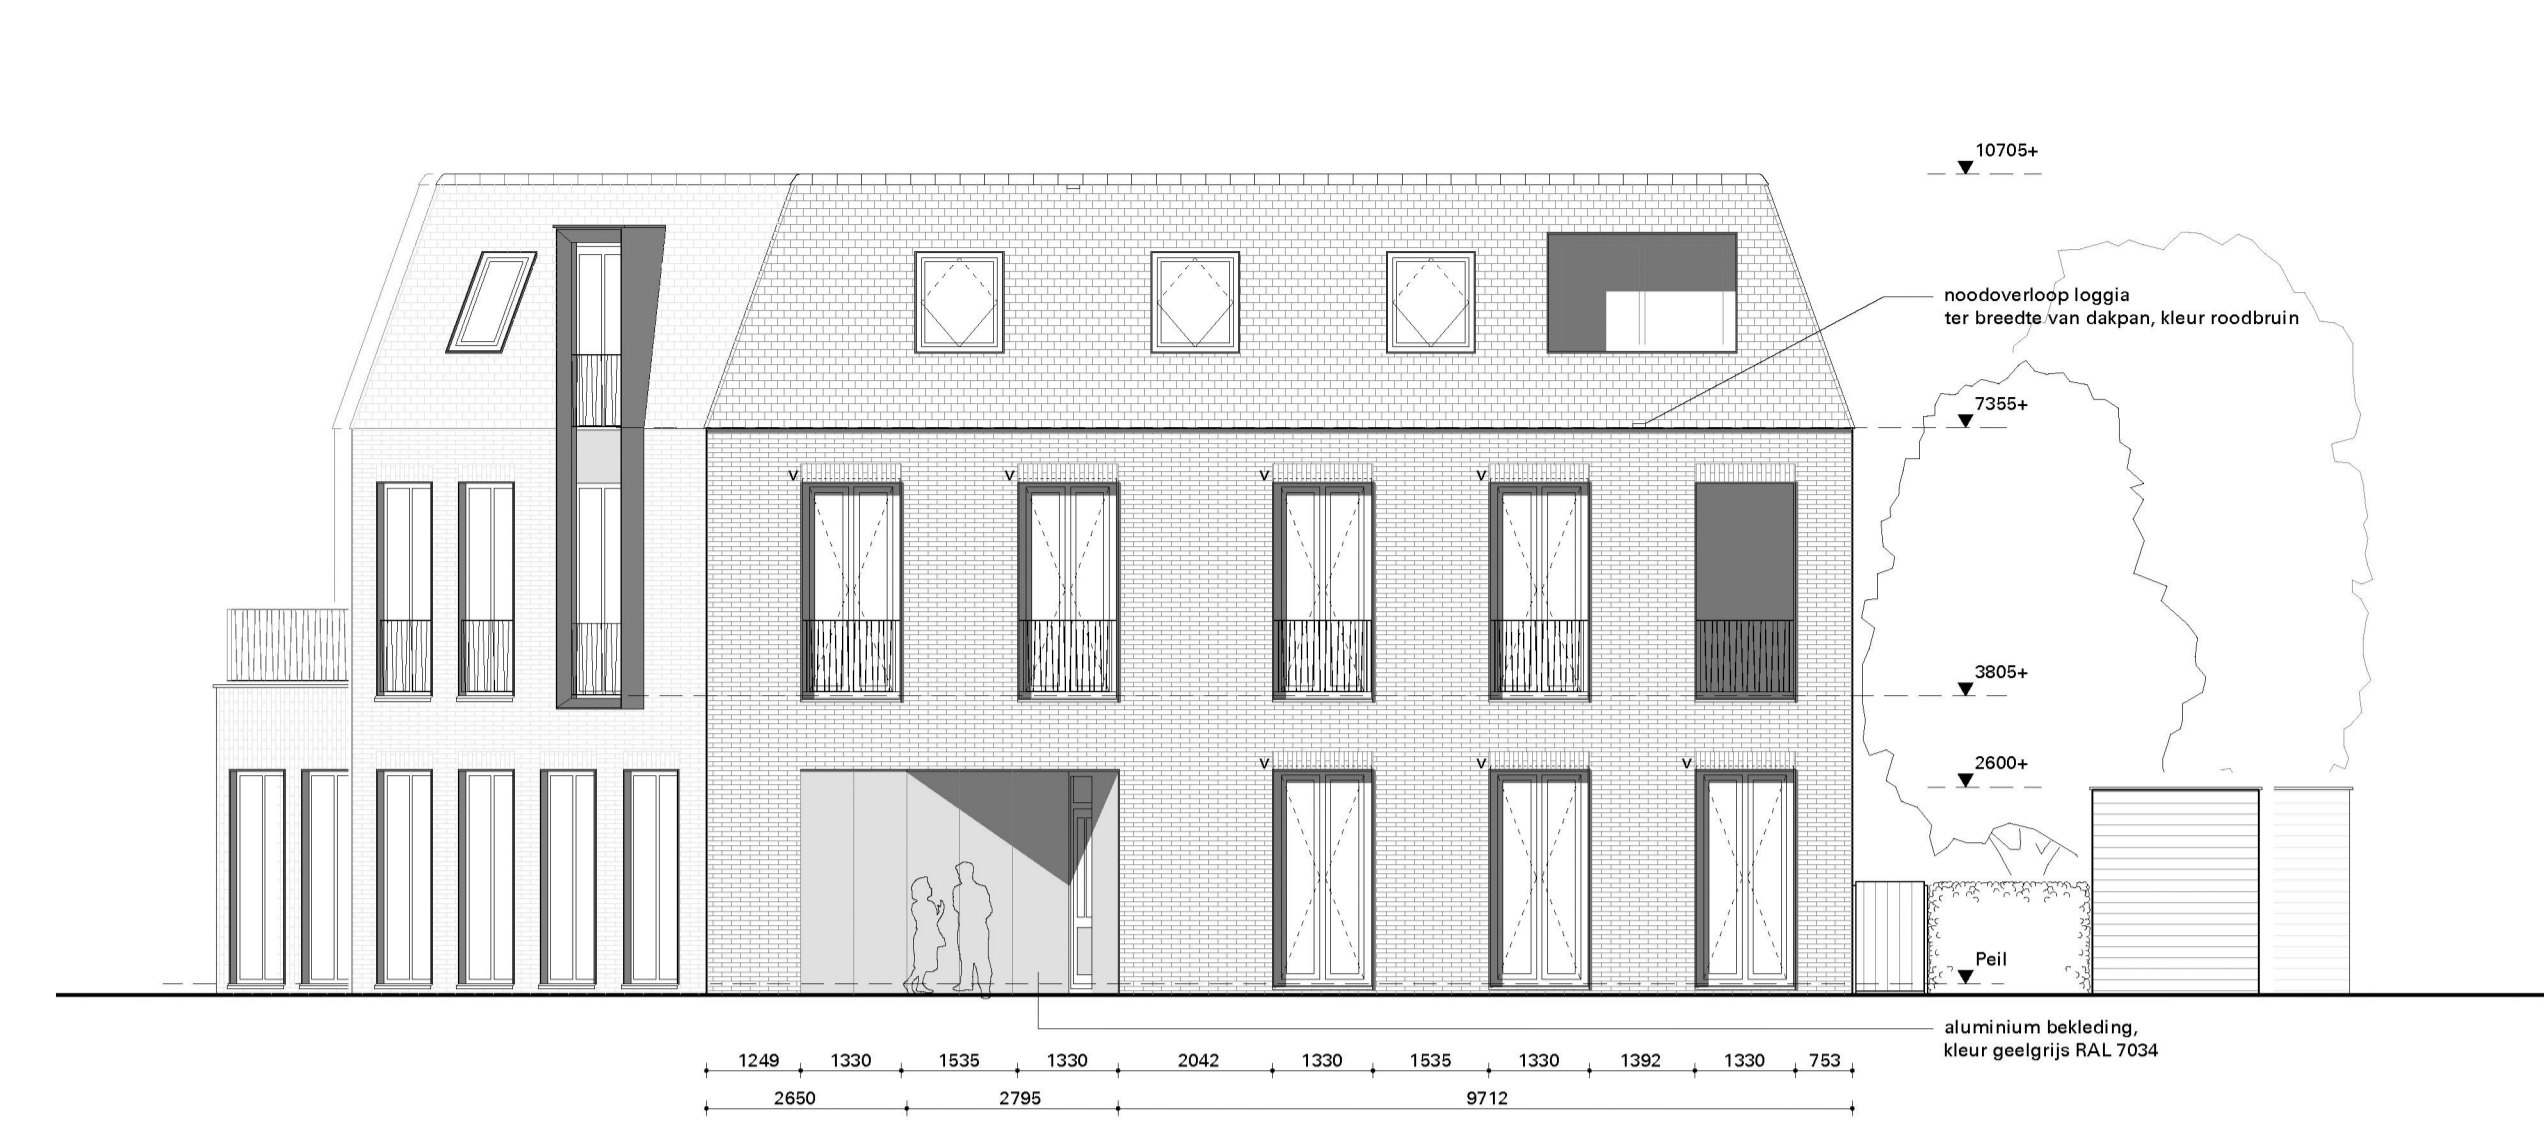 10705+
noodoverloop loggia
ter breedte van dakpan, kleur roodbruin
7355+
v v v v
3805+
2600+
v v v
Peil
aluminium bekleding,
kleur geelgrijs RAL 7034
1249 1330 1535 1330 2042 1330 1535 1330 1392 1330 753
2650 2795 9712